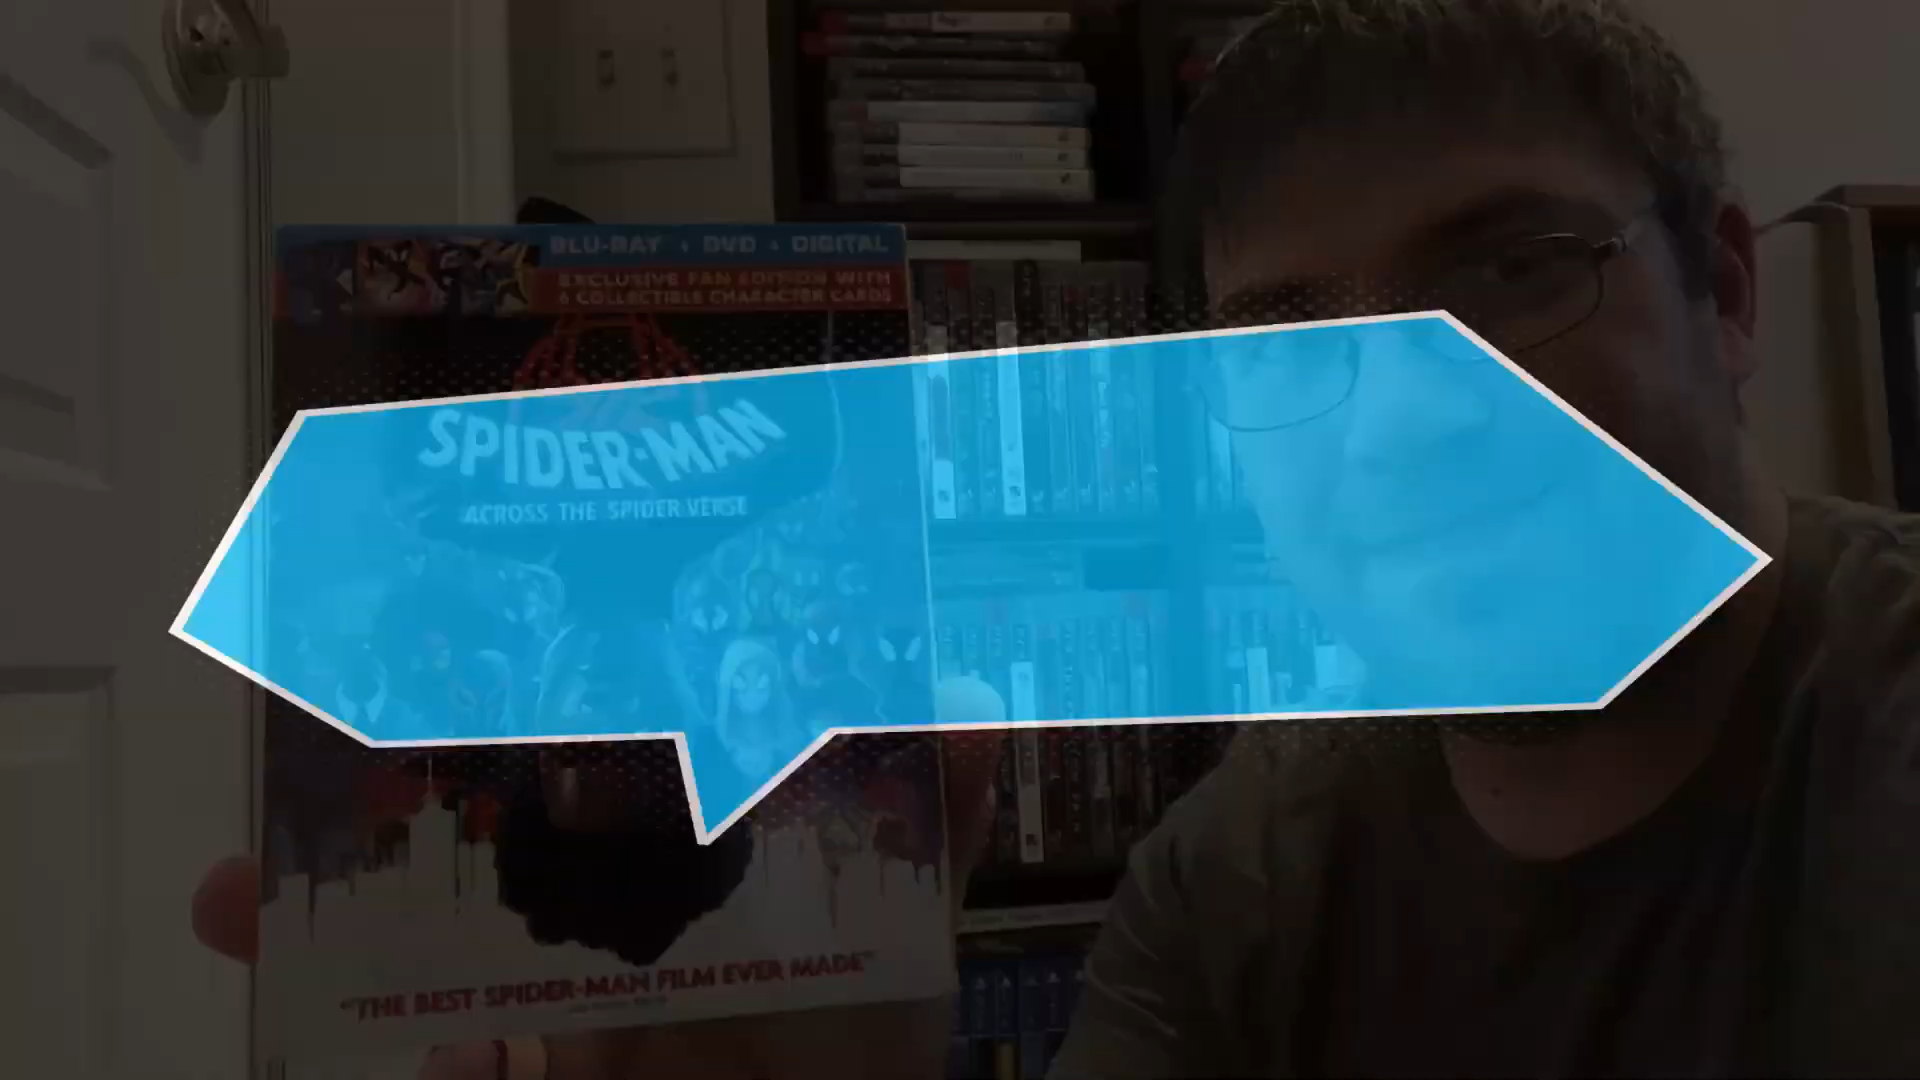 BLU-RAY + DVD + DIGITAL
EXCLUSIVE FAN EDITION WITH
6 COLLECTIBLE CHARACTER CARDS
SPIDER-MAN
ACROSS THE SPIDER-VERSE
"THE BEST SPIDER-MAN FILM EVER MADE"